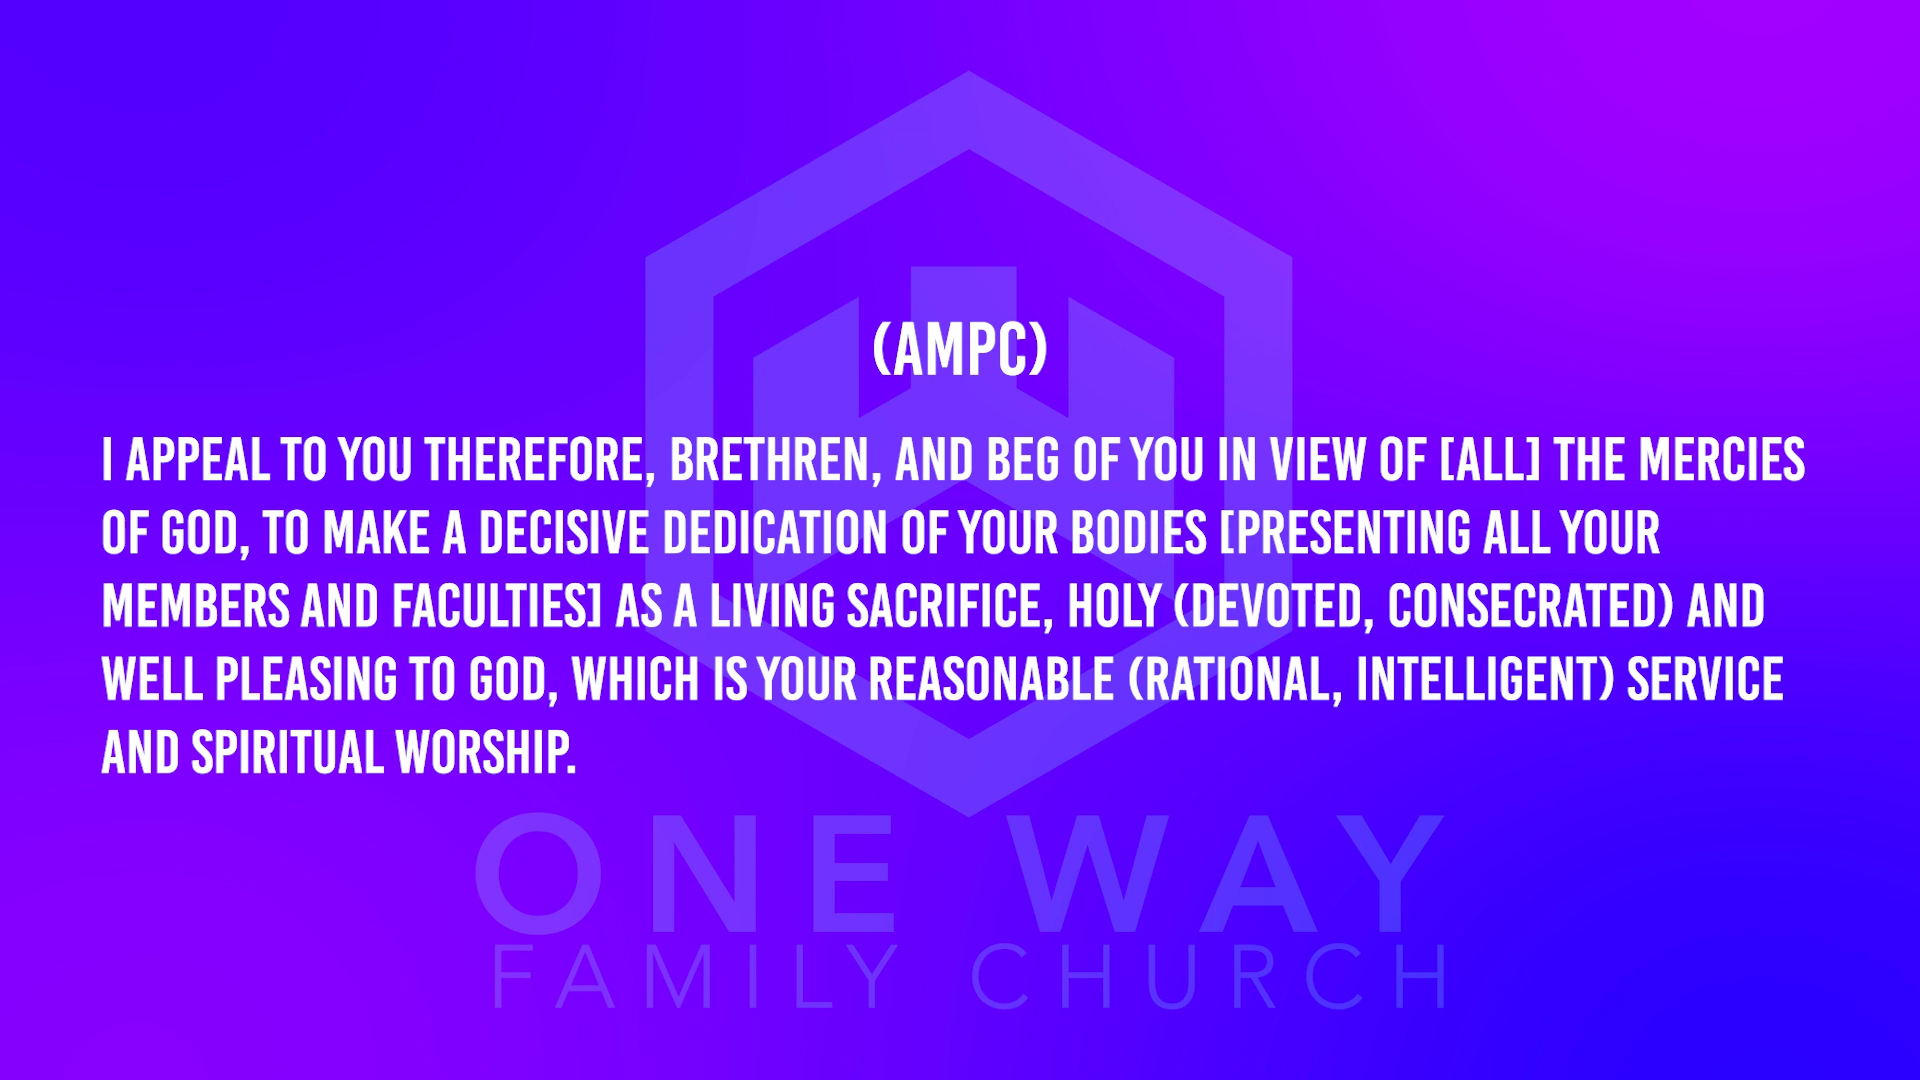 (AMPC)
I APPEAL TO YOU THEREFORE, BRETHREN, AND BEG OF YOU IN VIEW OF [ALL] THE MERCIES
OF GOD, TO MAKE A DECISIVE DEDICATION OF YOUR BODIES [PRESENTING ALL YOUR
MEMBERS AND FACULTIES] AS A LIVING SACRIFICE, HOLY (DEVOTED, CONSECRATED) AND
WELL PLEASING TO GOD, WHICH IS YOUR REASONABLE (RATIONAL, INTELLIGENT) SERVICE
AND SPIRITUAL WORSHIP.
ONE WAY
FAMILY CHURCH